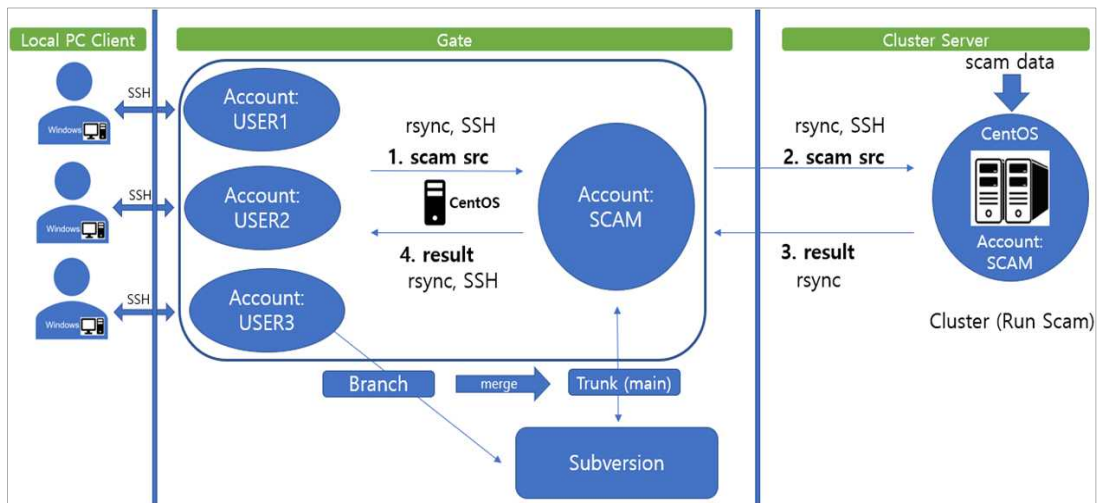 Local PC Client
Gate
Cluster Server
SSH
Windows
SSH
Windows
SSH
Windows
Account:
USER1
Account:
USER2
Account:
USER3
rsync, SSH
1. scam src
CentOS
4. result
rsync, SSH
Account:
SCAM
rsync, SSH
2. scam src
3. result
rsync
scam data
CentOS
Account:
SCAM
Cluster (Run Scam)
Branch
merge
Trunk (main)
Subversion